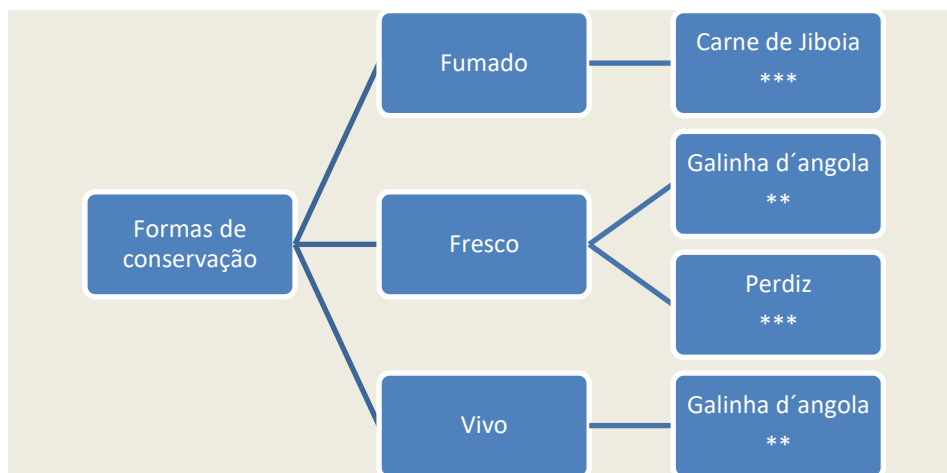 Formas de
conservação
Fumado
Carne de Jiboia
***
Fresco
Galinha d´angola
**
Perdiz
***
Vivo
Galinha d´angola
**